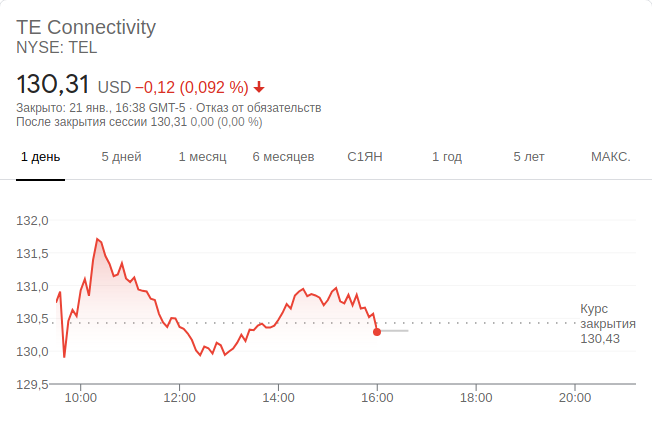 TE Connectivity
NYSE: TEL
130,31 USD −0,12 (0,092 %)
Закрыто: 21 янв., 16:38 GMT-5 · Отказ от обязательств
После закрытия сессии 130,31 0,00 (0,00 %)
1 день 5 дней 1 месяц 6 месяцев С1ЯН 1 год 5 лет МАКС.
132,0
131,5
131,0
130,5
130,0
129,5
Курс
закрытия
130,43
10:00 12:00 14:00 16:00 18:00 20:00